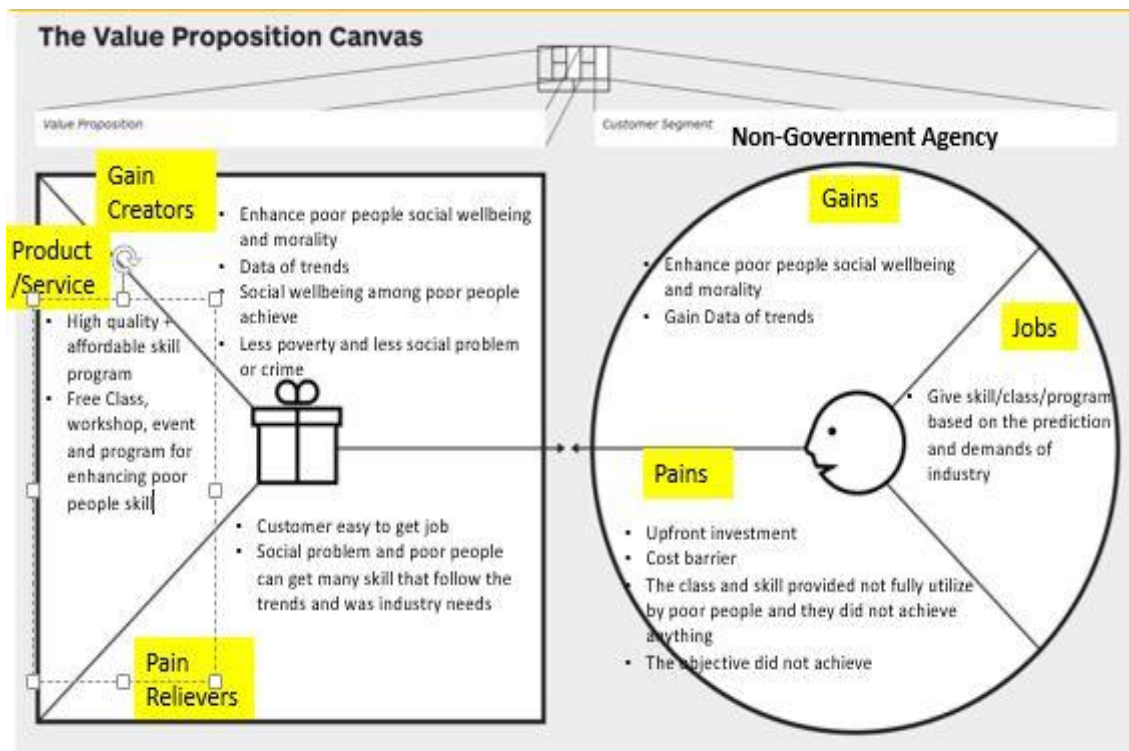 The Value Proposition Canvas
Value Proposition
Customer Segment
Non-Government Agency
Gain
Creators
• Enhance poor people social wellbeing
and morality
• Data of trends
• Social wellbeing among poor people
achieve
• Less poverty and less social problem
or crime
Product
/Service
• High quality +
affordable skill
program
• Free Class,
workshop, event
and program for
enhancing poor
people skill
• Customer easy to get job
• Social problem and poor people
can get many skill that follow the
trends and was industry needs
Pain
Relievers
Gains
• Enhance poor people social wellbeing
and morality
• Gain Data of trends
Jobs
• Give skill/class/program
based on the prediction
and demands of
industry
Pains
• Upfront investment
• Cost barrier
• The class and skill provided not fully utilize
by poor people and they did not achieve
anything
• The objective did not achieve